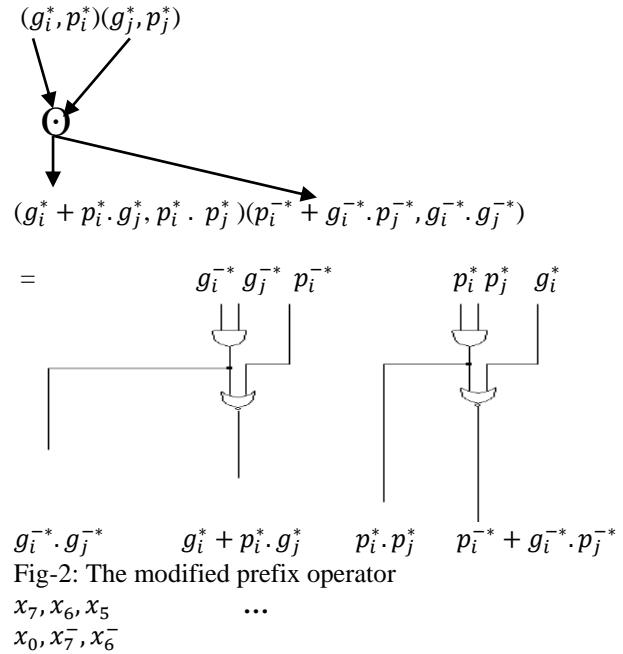 (g_i^*, p_i^*)(g_j^*, p_j^*)
ʘ
(g_i^* + p_i^*. g_j^*, p_i^* . p_j^* )(p_i^{-*} + g_i^{-*}. p_j^{-*}, g_i^{-*}. g_j^{-*})
= g_i^{-*} g_j^{-*} p_i^{-*} p_i^* p_j^* g_i^*
g_i^{-*}. g_j^{-*} g_i^* + p_i^*. g_j^* p_i^*. p_j^* p_i^{-*} + g_i^{-*}. p_j^{-*}
Fig-2: The modified prefix operator
x_7, x_6, x_5 ...
x_0, x_7^-, x_6^-